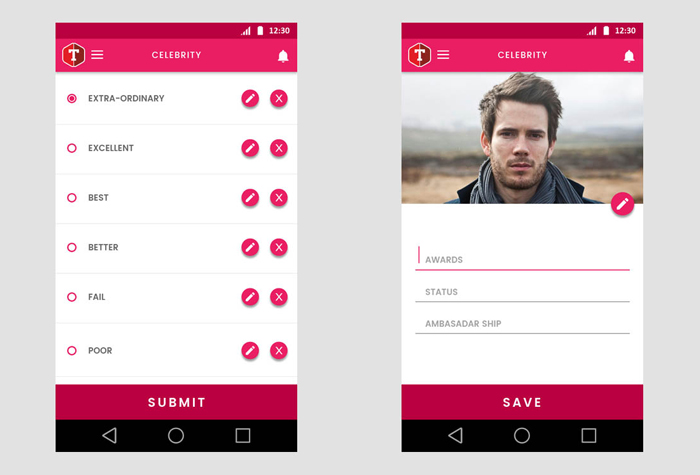 12:30
T
CELEBRITY
EXTRA-ORDINARY
EXCELLENT
BEST
BETTER
FAIL
POOR
SUBMIT
12:30
T
CELEBRITY
AWARDS
STATUS
AMBASADAR SHIP
SAVE